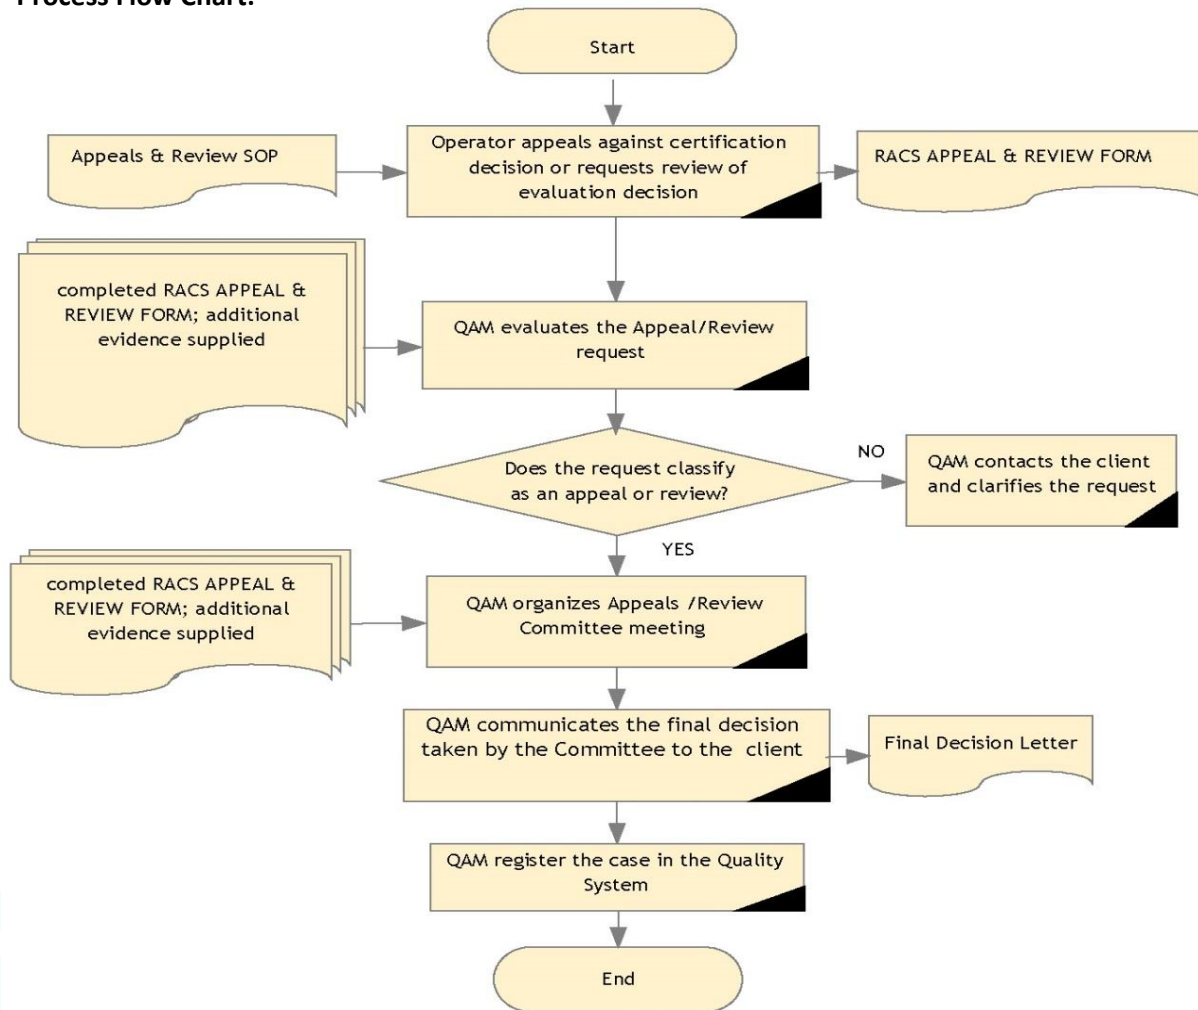 Process Flow Chart:
Start
Appeals & Review SOP
Operator appeals against certification
decision or requests review of
evaluation decision
RACS APPEAL & REVIEW FORM
completed RACS APPEAL &
REVIEW FORM; additional
evidence supplied
QAM evaluates the Appeal/Review
request
Does the request classify
as an appeal or review?
NO
QAM contacts the client
and clarifies the request
YES
completed RACS APPEAL &
REVIEW FORM; additional
evidence supplied
QAM organizes Appeals /Review
Committee meeting
QAM communicates the final decision
taken by the Committee to the client
Final Decision Letter
QAM register the case in the Quality
System
End